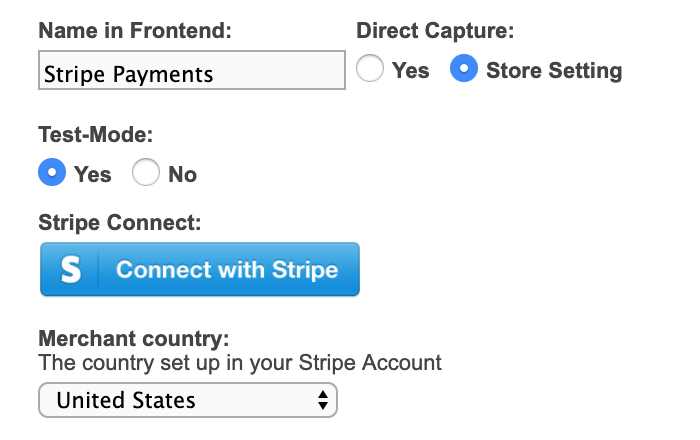 Name in Frontend: Direct Capture:
Stripe Payments Yes Store Setting
Test-Mode:
Yes No
Stripe Connect:
S Connect with Stripe
Merchant country:
The country set up in your Stripe Account
United States